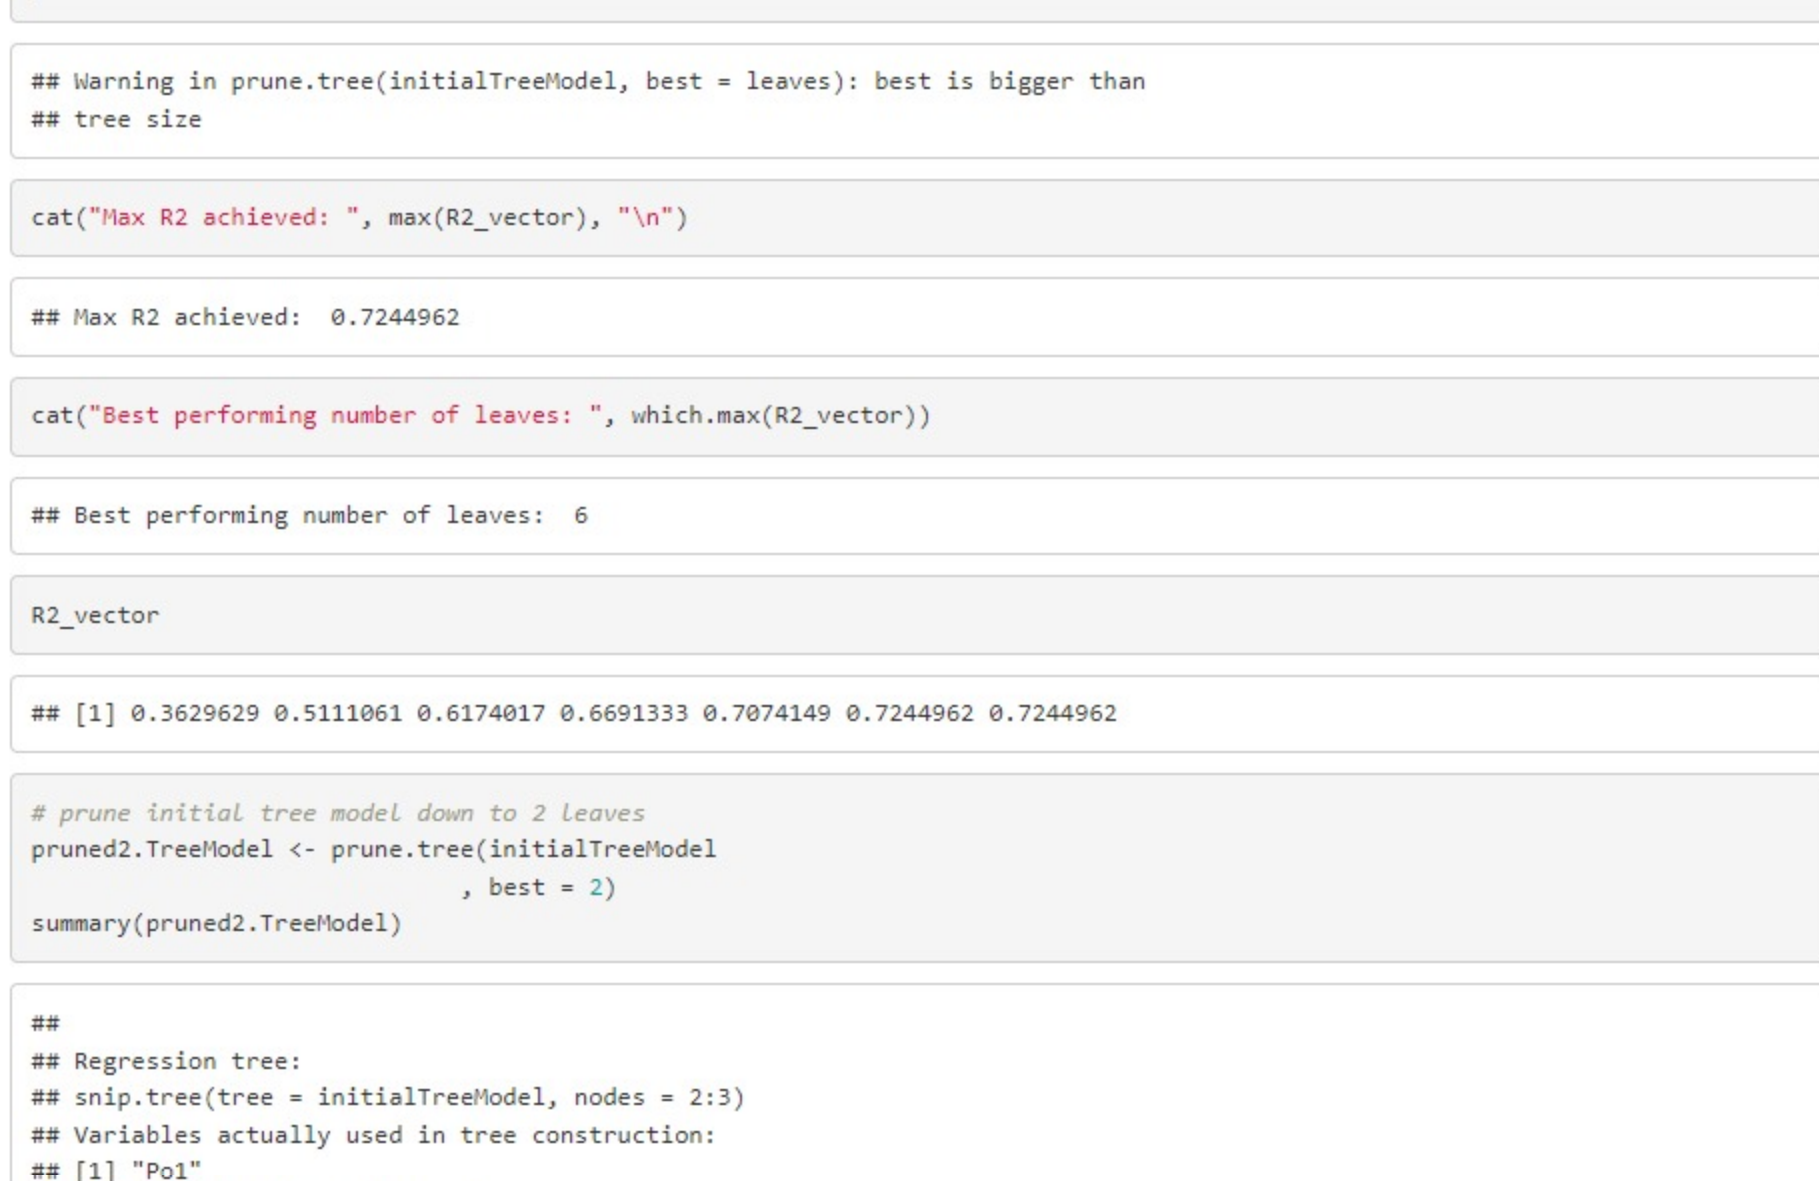 ## Warning in prune.tree(initialTreeModel, best = leaves): best is bigger than
## tree size
cat("Max R2 achieved: ", max(R2_vector), "\n")
## Max R2 achieved:  0.7244962
cat("Best performing number of leaves: ", which.max(R2_vector))
## Best performing number of leaves:  6
R2_vector
## [1] 0.3629629 0.5111061 0.6174017 0.6691333 0.7074149 0.7244962 0.7244962
# prune initial tree model down to 2 leaves
pruned2.TreeModel <- prune.tree(initialTreeModel
                              , best = 2)
summary(pruned2.TreeModel)
##
## Regression tree:
## snip.tree(tree = initialTreeModel, nodes = 2:3)
## Variables actually used in tree construction:
## [1] "Po1"